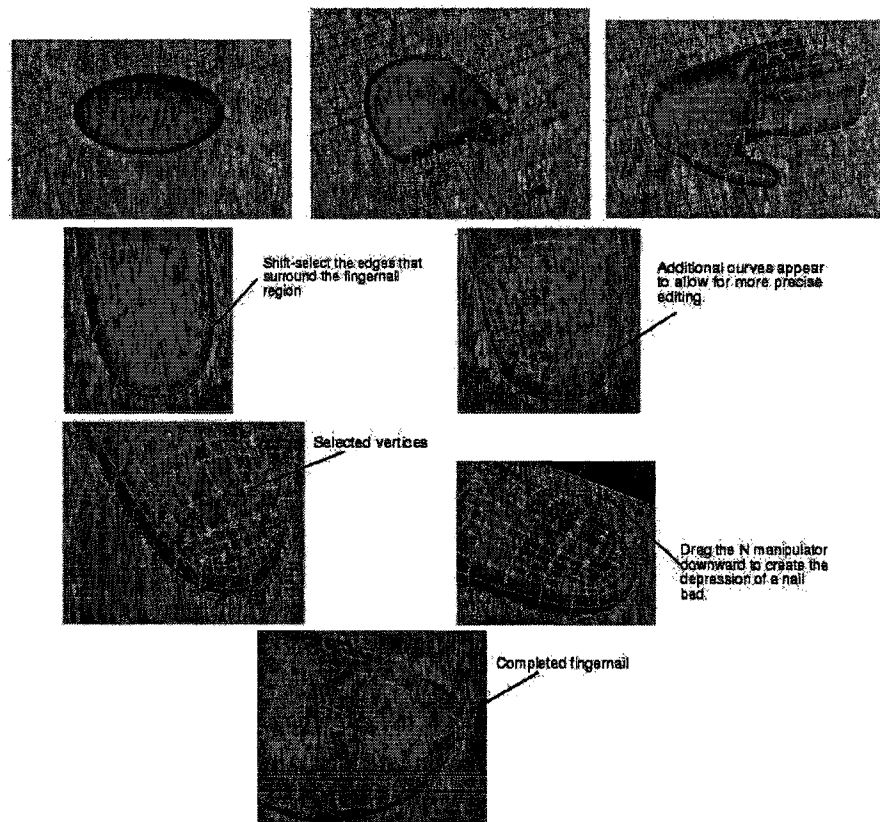 Shift-select the edges that
surround the fingernail
region
Additional curves appear
to allow for more precise
editing.
Selected vertices
Drag the N manipulator
downward to create the
depression of a nail
bed.
Completed fingernail